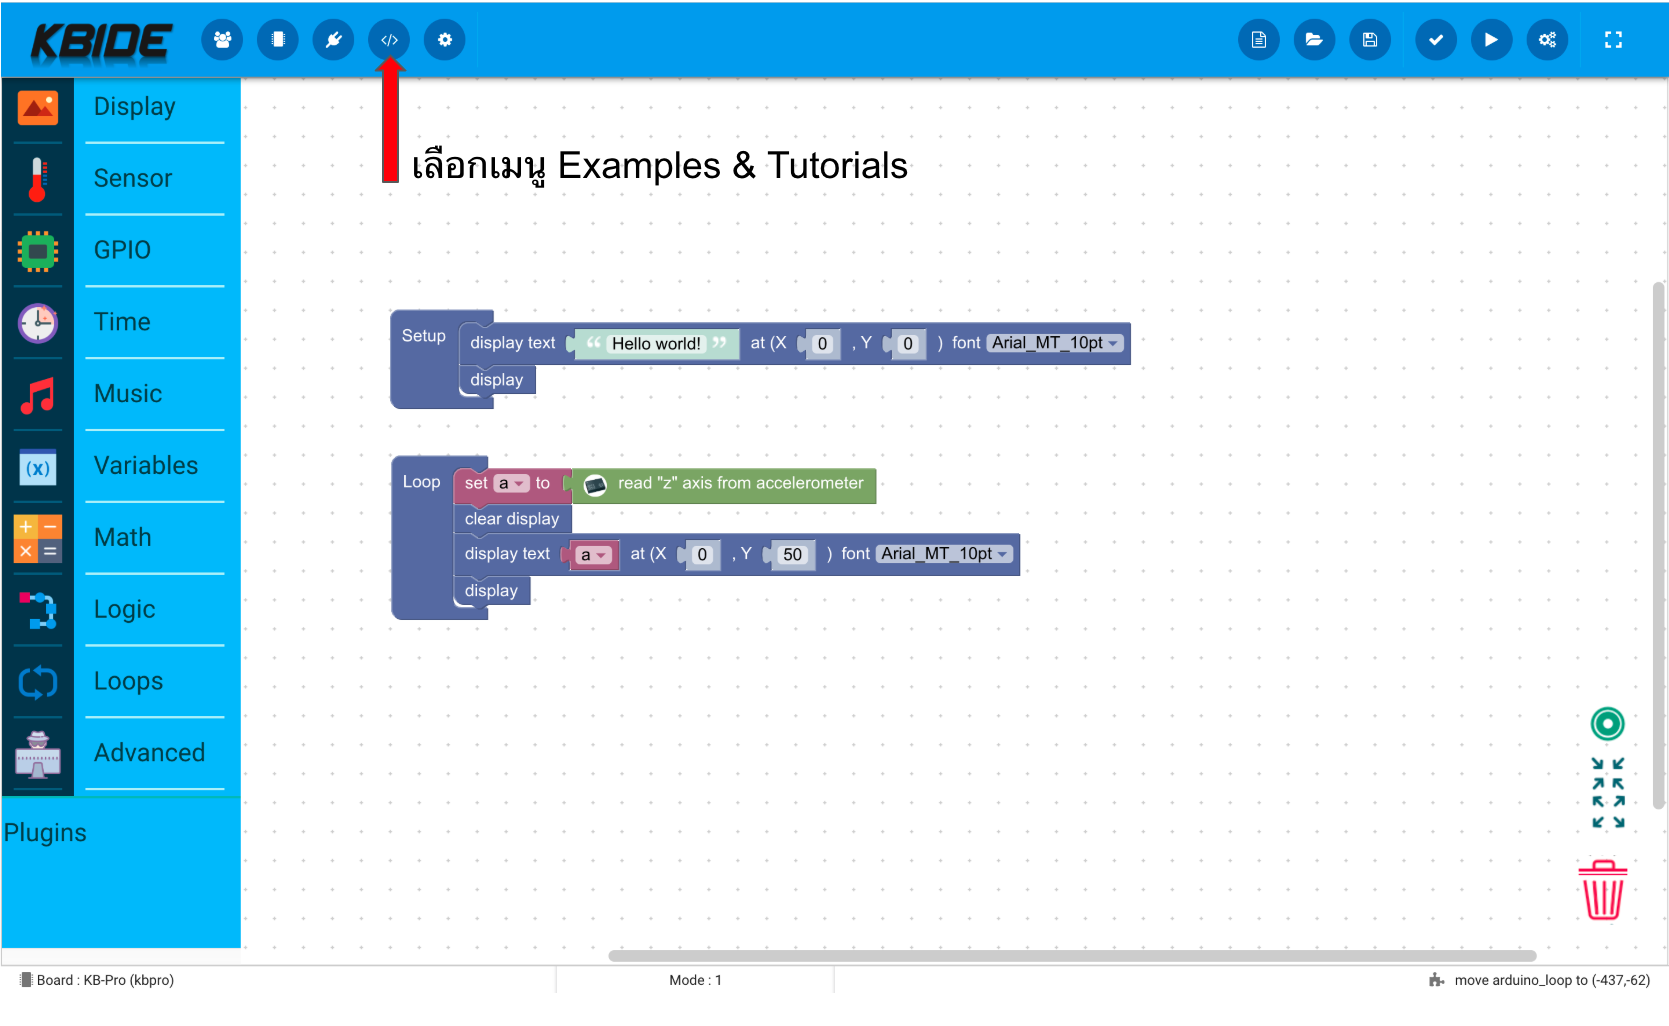 KBIDE
เลือกเมนู Examples & Tutorials
Display
Sensor
GPIO
Time
Music
(x) Variables
Math
Logic
Loops
Advanced
Plugins
Setup display text “ Hello world! ” at (X 0 , Y 0 ) font Arial_MT_10pt
display
Loop set a to read "z" axis from accelerometer
clear display
display text a at (X 0 , Y 50 ) font Arial_MT_10pt
display
Board : KB-Pro (kbpro)
Mode : 1
move arduino_loop to (-437,-62)